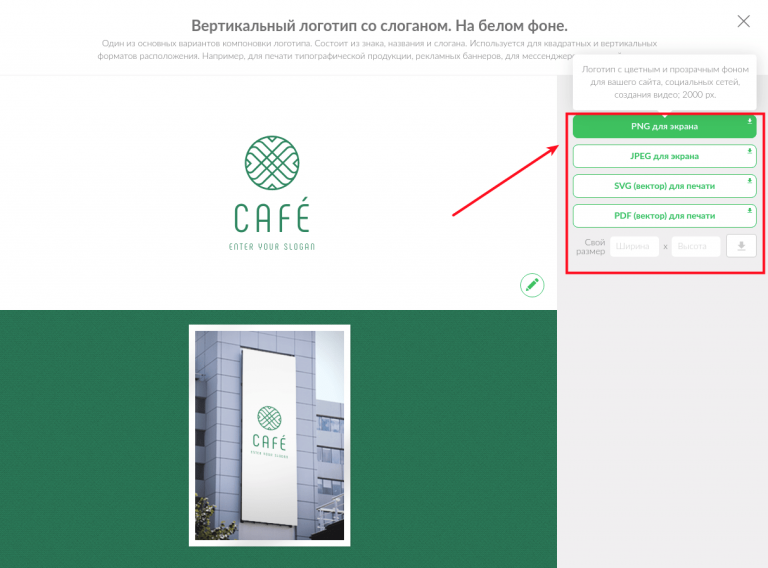 Вертикальный логотип со слоганом. На белом фоне.
Один из основных вариантов компоновки логотипа. Состоит из знака, названия и слогана. Используется для квадратных и вертикальных
форматов расположения. Например, для печати типографической продукции, рекламных баннеров, для мессенджеров
Логотип с цветным и прозрачным фоном
для вашего сайта, социальных сетей,
создания видео; 2000 px.
PNG для экрана
JPEG для экрана
SVG (вектор) для печати
PDF (вектор) для печати
Свой размер Ширина x Высота
CAFÉ
ENTER YOUR SLOGAN
CAFÉ
ENTER YOUR SLOGAN